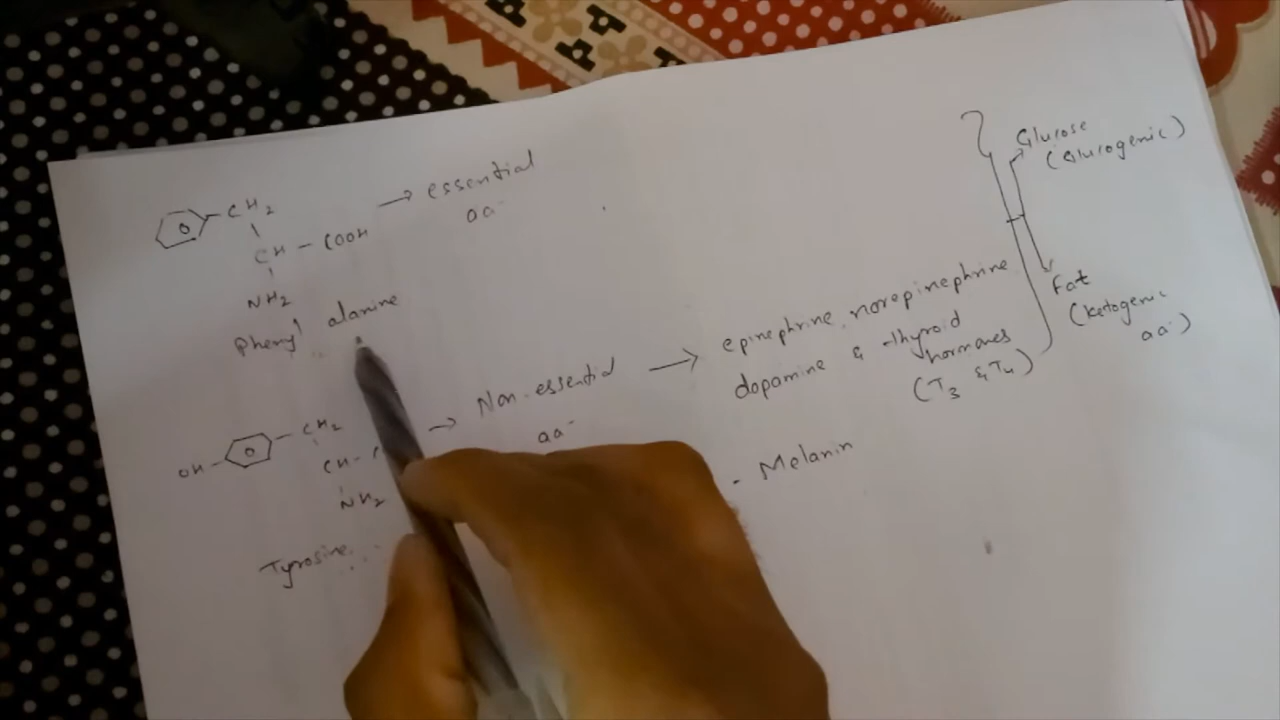 CH2
CH - COOH
NH2
Phenyl alanine
→ essential
aa-
OH
CH2
CH -
NH2
Tyrosine
→ Non-essential
aa-
→ epinephrine, norepinephrine
dopamine & thyroid
hormones
(T3 & T4)
- Melanin
Glucose
(Glucogenic)
Fat
(ketogenic
aa-)